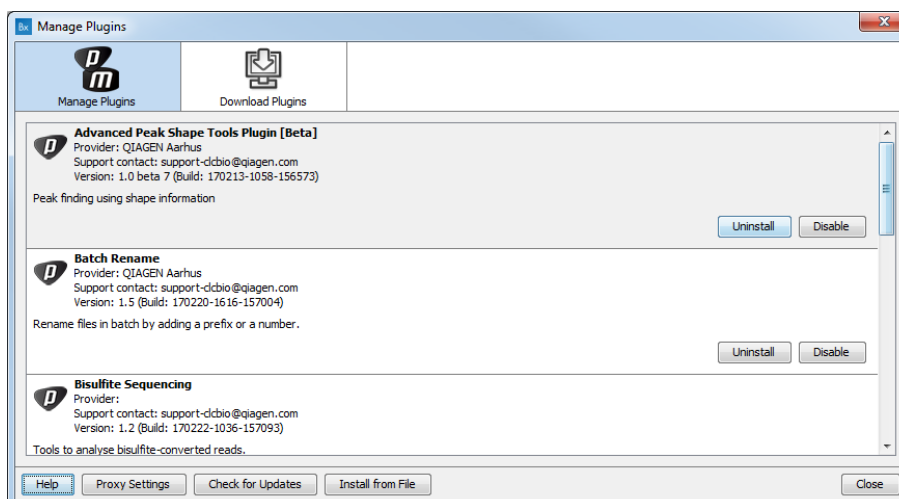 Bx Manage Plugins
Manage Plugins
Download Plugins
Advanced Peak Shape Tools Plugin [Beta]
Provider: QIAGEN Aarhus
Support contact: support-clcbio@qiagen.com
Version: 1.0 beta 7 (Build: 170213-1058-156573)
Peak finding using shape information
Uninstall Disable
Batch Rename
Provider: QIAGEN Aarhus
Support contact: support-clcbio@qiagen.com
Version: 1.5 (Build: 170220-1616-157004)
Rename files in batch by adding a prefix or a number.
Uninstall Disable
Bisulfite Sequencing
Provider:
Support contact: support-clcbio@qiagen.com
Version: 1.2 (Build: 170222-1036-157093)
Tools to analyse bisulfite-converted reads.
Help Proxy Settings Check for Updates Install from File Close